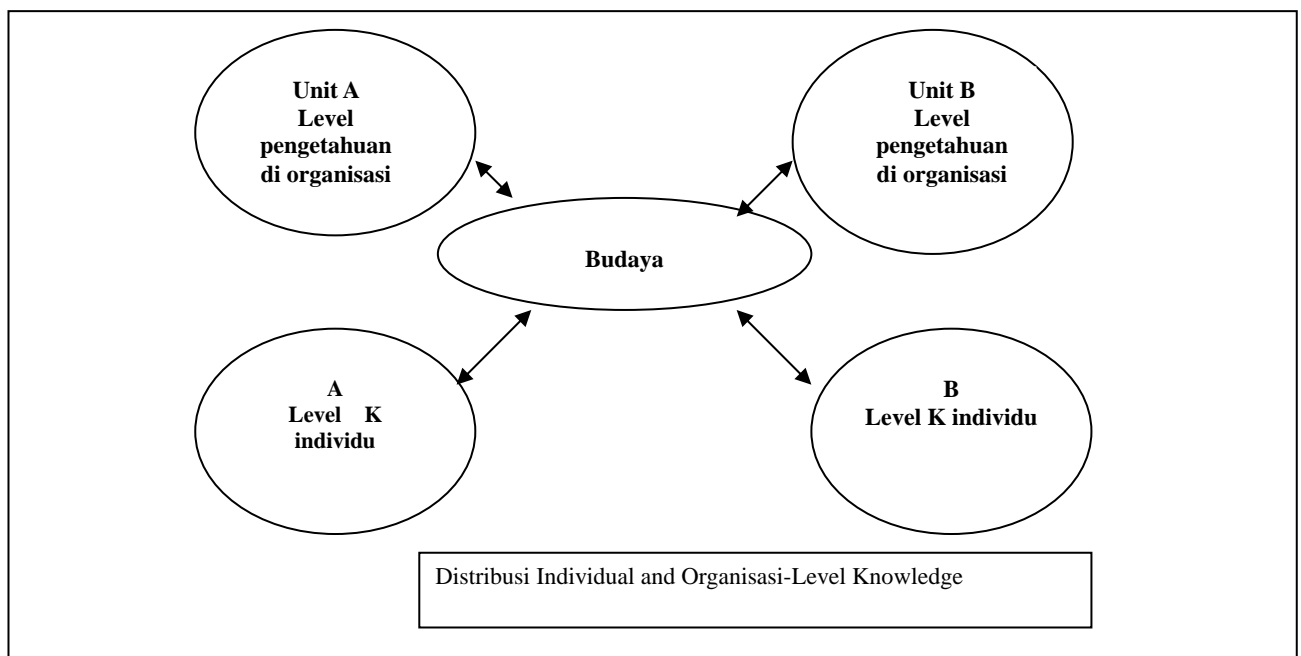 Unit A
Level
pengetahuan
di organisasi
Unit B
Level
pengetahuan
di organisasi
Budaya
A
Level K
individu
B
Level K individu
Distribusi Individual and Organisasi-Level Knowledge